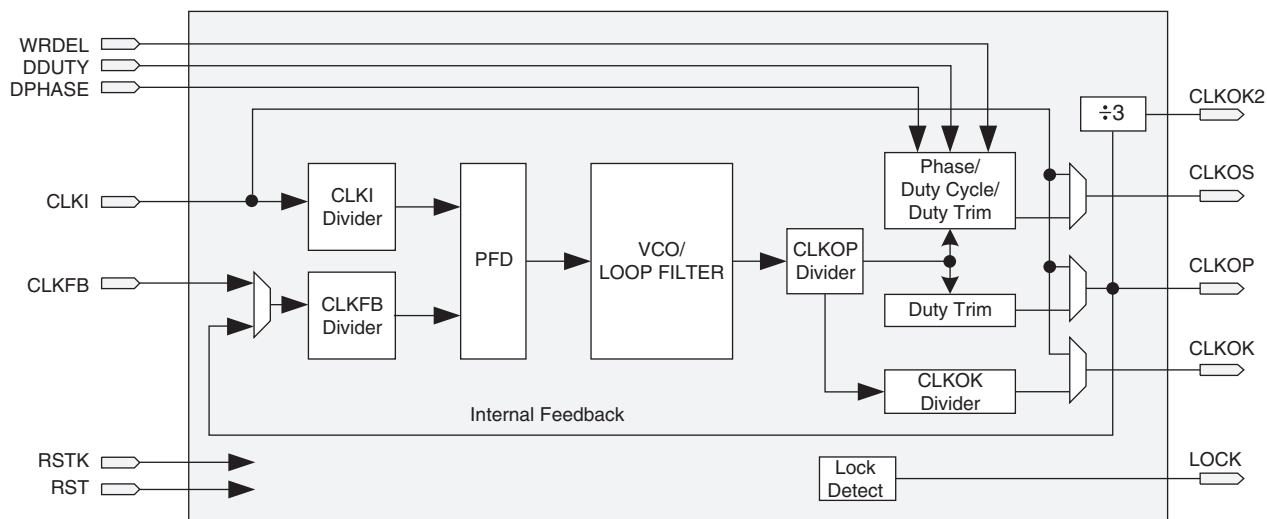 WRDEL
DDUTY
DPHASE
CLKI
CLKFB
RSTK
RST
CLKI
Divider
CLKFB
Divider
PFD
VCO/
LOOP FILTER
CLKOP
Divider
Phase/
Duty Cycle/
Duty Trim
Duty Trim
CLKOK
Divider
Internal Feedback
Lock
Detect
÷3
CLKOK2
CLKOS
CLKOP
CLKOK
LOCK